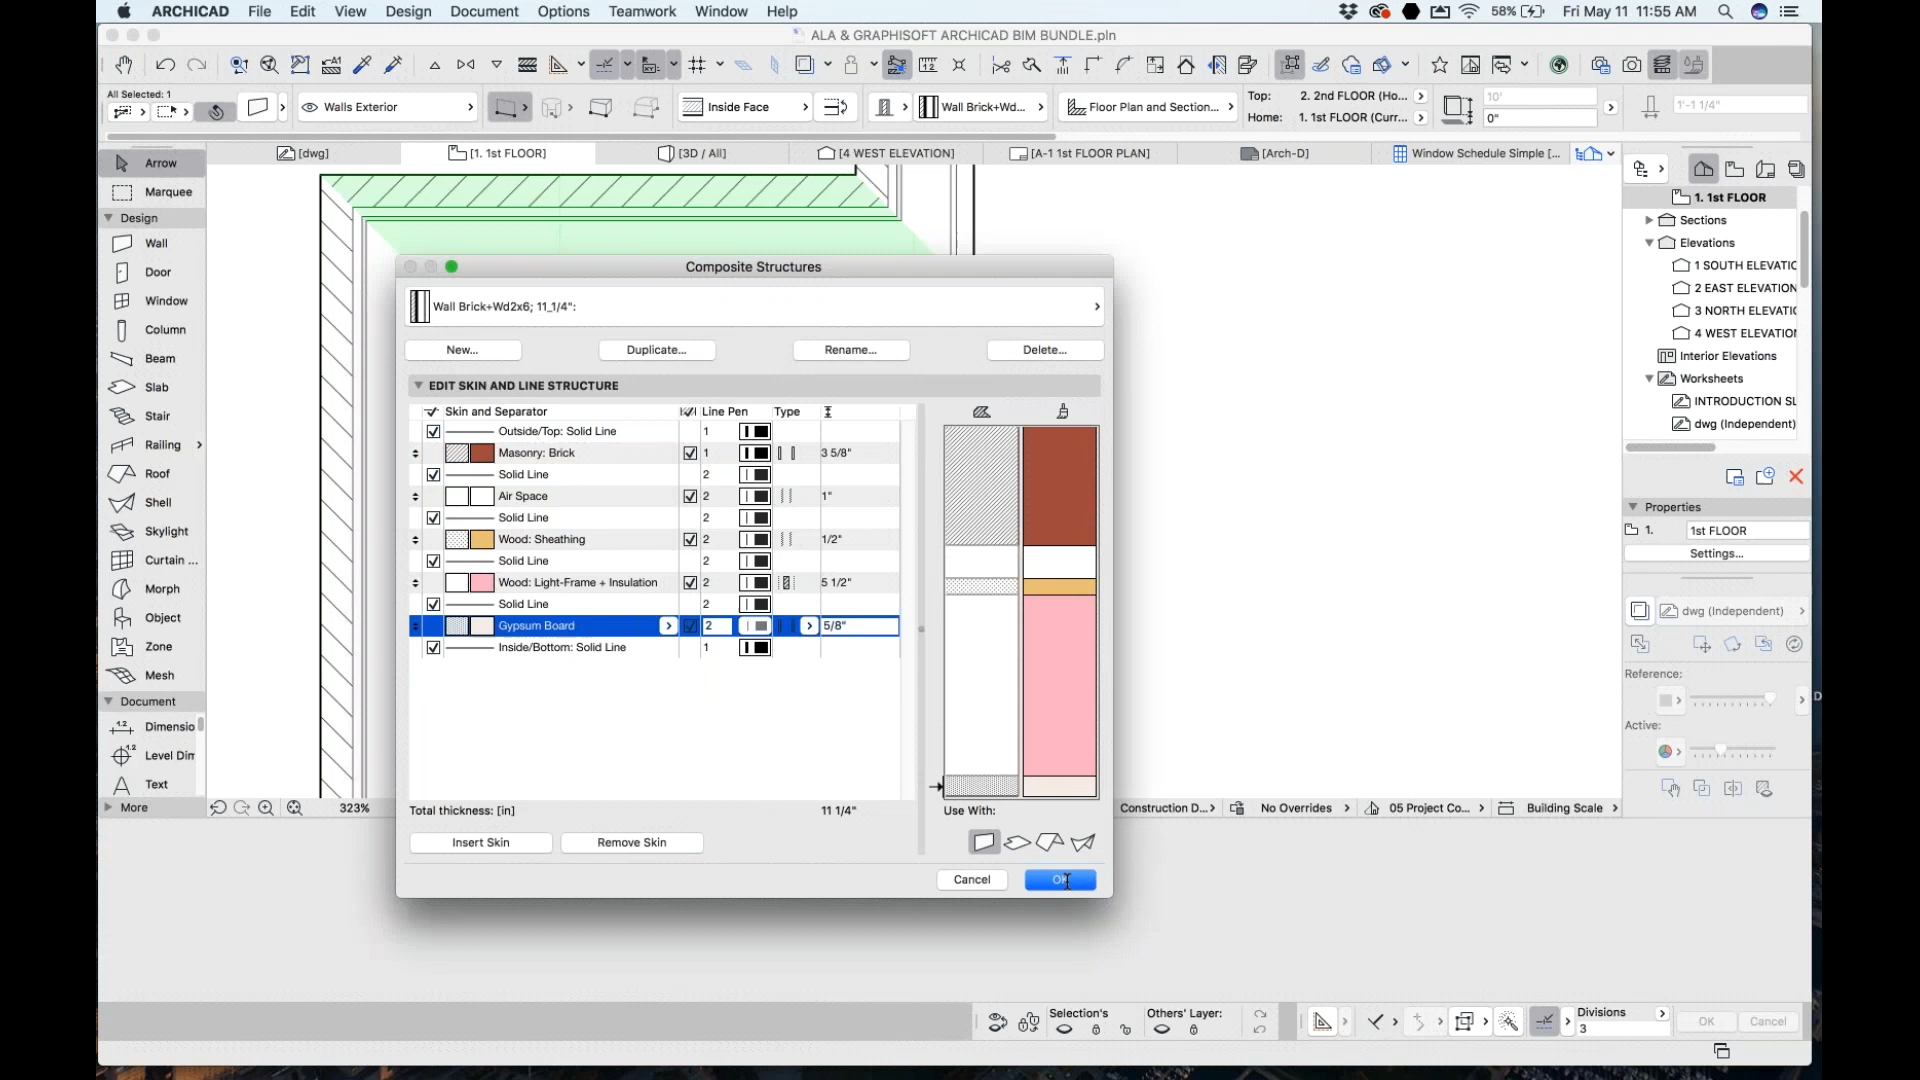 ARCHICAD File Edit View Design Document Options Teamwork Window Help 58% Fri May 11 11:55 AM
ALA & GRAPHISOFT ARCHICAD BIM BUNDLE.pln
All Selected: 1
Walls Exterior
Inside Face
Wall Brick+Wd...
Floor Plan and Section...
Top: 2. 2nd FLOOR (Ho...
Home: 1. 1st FLOOR (Curr...
10'
0"
1'-1 1/4"
[dwg]
[1. 1st FLOOR]
[3D / All]
[4 WEST ELEVATION]
[A-1 1st FLOOR PLAN]
[Arch-D]
Window Schedule Simple [...
Arrow
Marquee
Design
Wall
Door
Window
Column
Beam
Slab
Stair
Railing
Roof
Shell
Skylight
Curtain ...
Morph
Object
Zone
Mesh
Document
Dimensio
Level Dim
Text
More
323%
Composite Structures
Wall Brick+Wd2x6; 11_1/4":
New... Duplicate... Rename... Delete...
EDIT SKIN AND LINE STRUCTURE
Skin and Separator Line Pen Type
Outside/Top: Solid Line 1
Masonry: Brick 1 3 5/8"
Solid Line 2
Air Space 2 1"
Solid Line 2
Wood: Sheathing 2 1/2"
Solid Line 2
Wood: Light-Frame + Insulation 2 5 1/2"
Solid Line 2
Gypsum Board 2 5/8"
Inside/Bottom: Solid Line 1
Total thickness: [in] 11 1/4"
Use With:
Insert Skin Remove Skin
Cancel
1. 1st FLOOR
Sections
Elevations
1 SOUTH ELEVATIO
2 EAST ELEVATION
3 NORTH ELEVATIO
4 WEST ELEVATION
Interior Elevations
Worksheets
INTRODUCTION SL
dwg (Independent)
Properties
1. 1st FLOOR
Settings...
dwg (Independent)
Reference:
Active:
Construction D...
No Overrides
05 Project Co...
Building Scale
Selection's
Others' Layer:
Divisions
3
OK Cancel